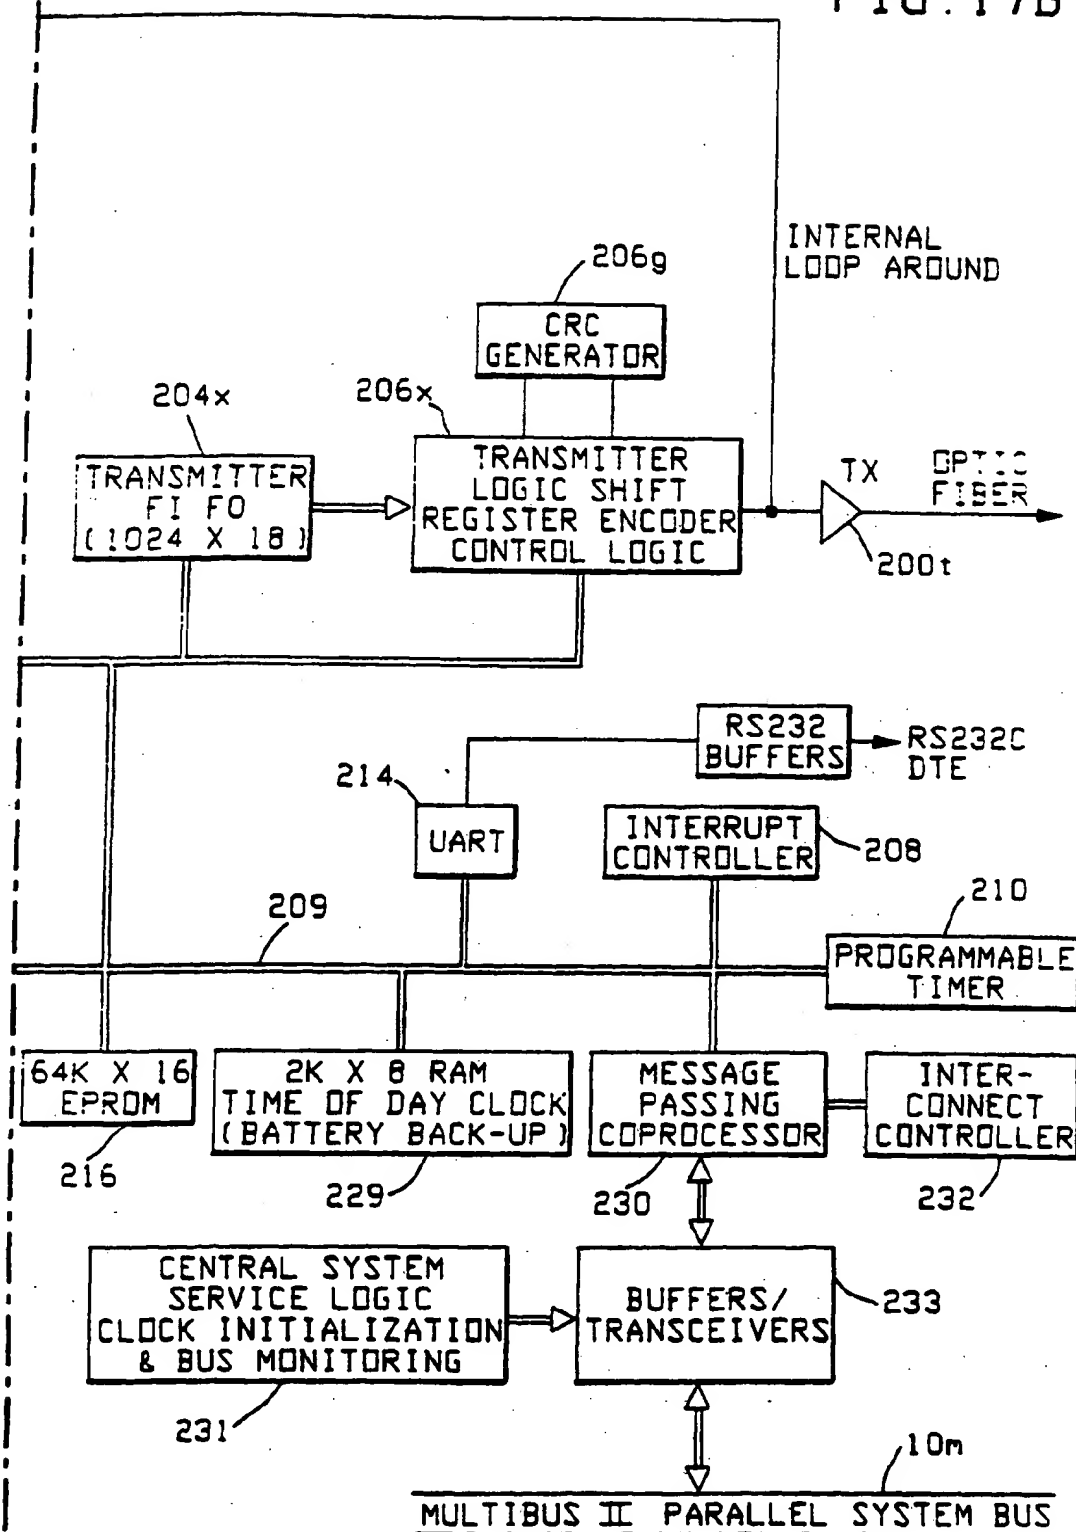 FIG. 17B
INTERNAL
LOOP AROUND
206g
CRC
GENERATOR
204x
206x
TRANSMITTER
FI FO
(1024 X 18)
TRANSMITTER
LOGIC SHIFT
REGISTER ENCODER
CONTROL LOGIC
TX
OPTIC
FIBER
200t
RS232
BUFFERS
RS232C
DTE
214
UART
INTERRUPT
CONTROLLER
208
209
210
PROGRAMMABLE
TIMER
64K X 16
EPROM
216
2K X 8 RAM
TIME OF DAY CLOCK
(BATTERY BACK-UP)
229
MESSAGE
PASSING
COPROCESSOR
230
INTER-
CONNECT
CONTROLLER
232
CENTRAL SYSTEM
SERVICE LOGIC
CLOCK INITIALIZATION
& BUS MONITORING
231
BUFFERS/
TRANSCEIVERS
233
10m
MULTIBUS II PARALLEL SYSTEM BUS